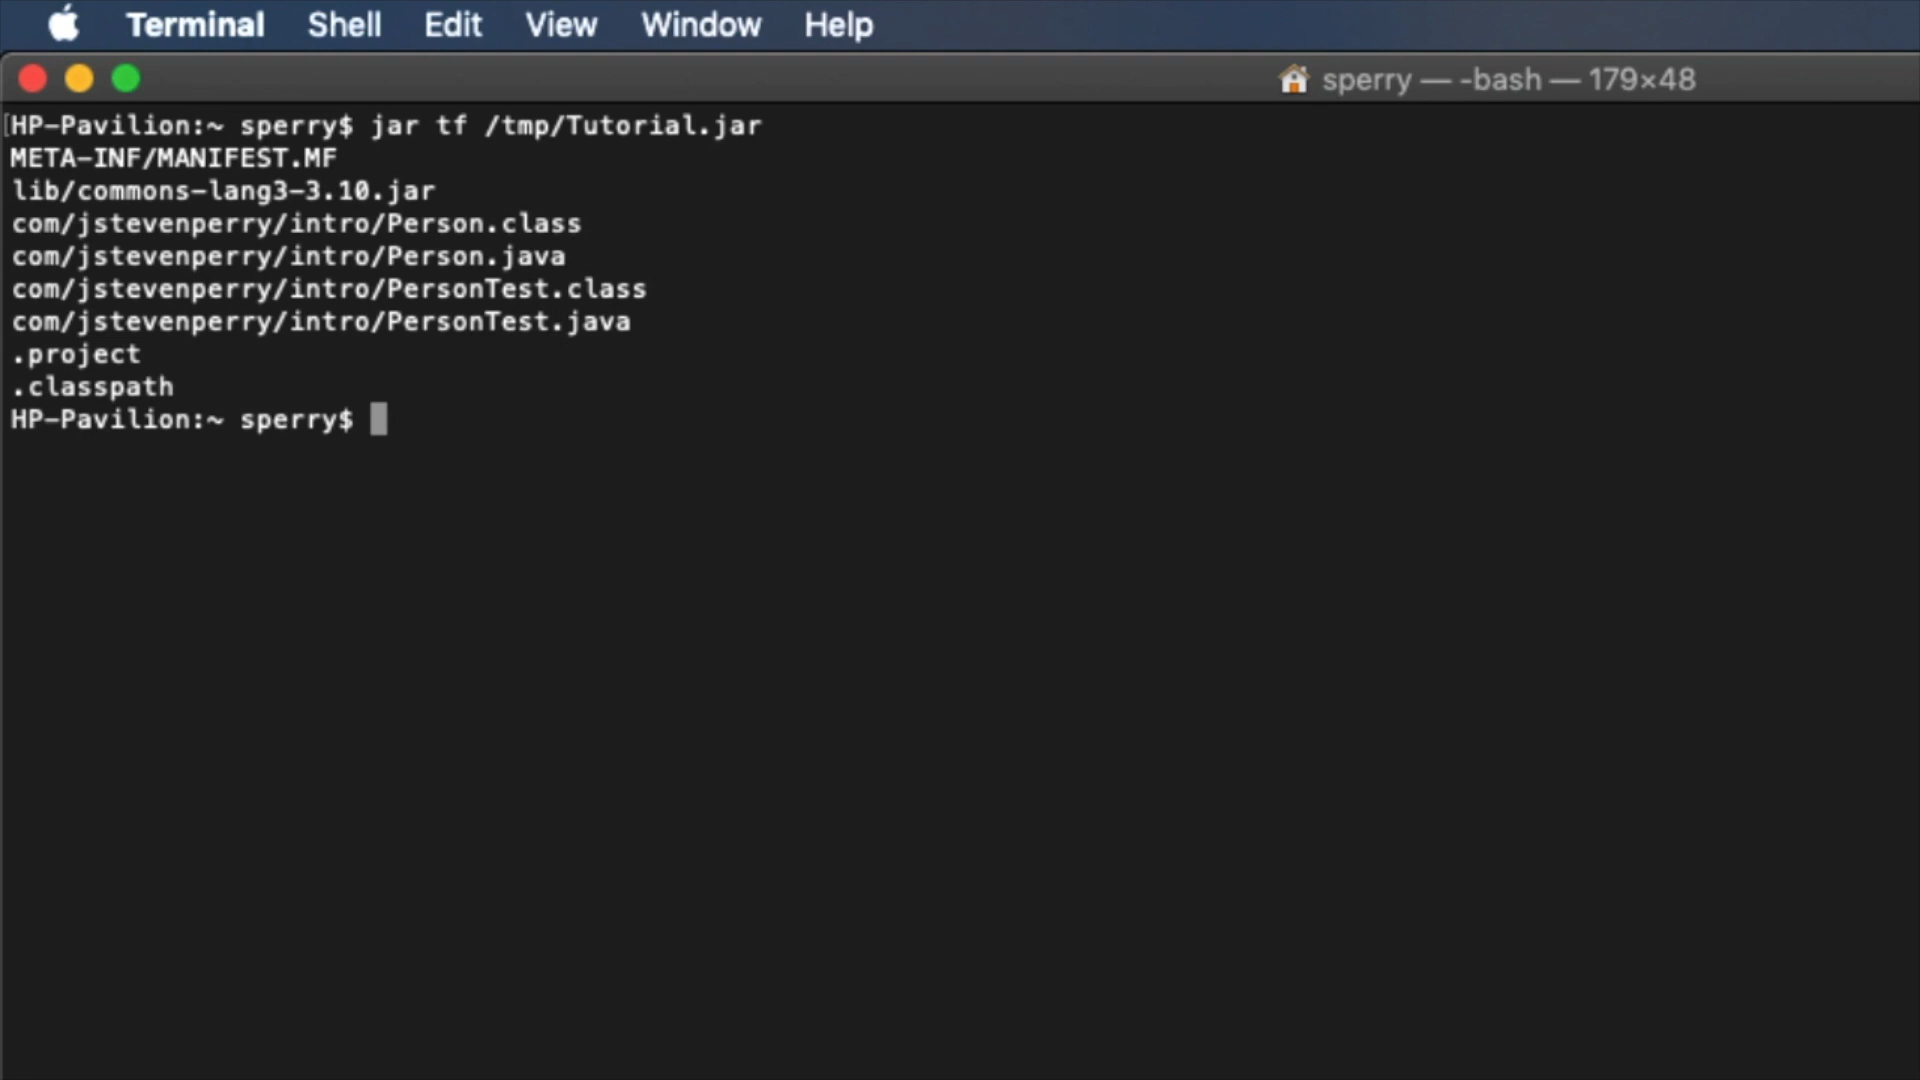 Terminal Shell Edit View Window Help
sperry — -bash — 179×48
HP-Pavilion:~ sperry$ jar tf /tmp/Tutorial.jar
META-INF/MANIFEST.MF
lib/commons-lang3-3.10.jar
com/jstevenperry/intro/Person.class
com/jstevenperry/intro/Person.java
com/jstevenperry/intro/PersonTest.class
com/jstevenperry/intro/PersonTest.java
.project
.classpath
HP-Pavilion:~ sperry$